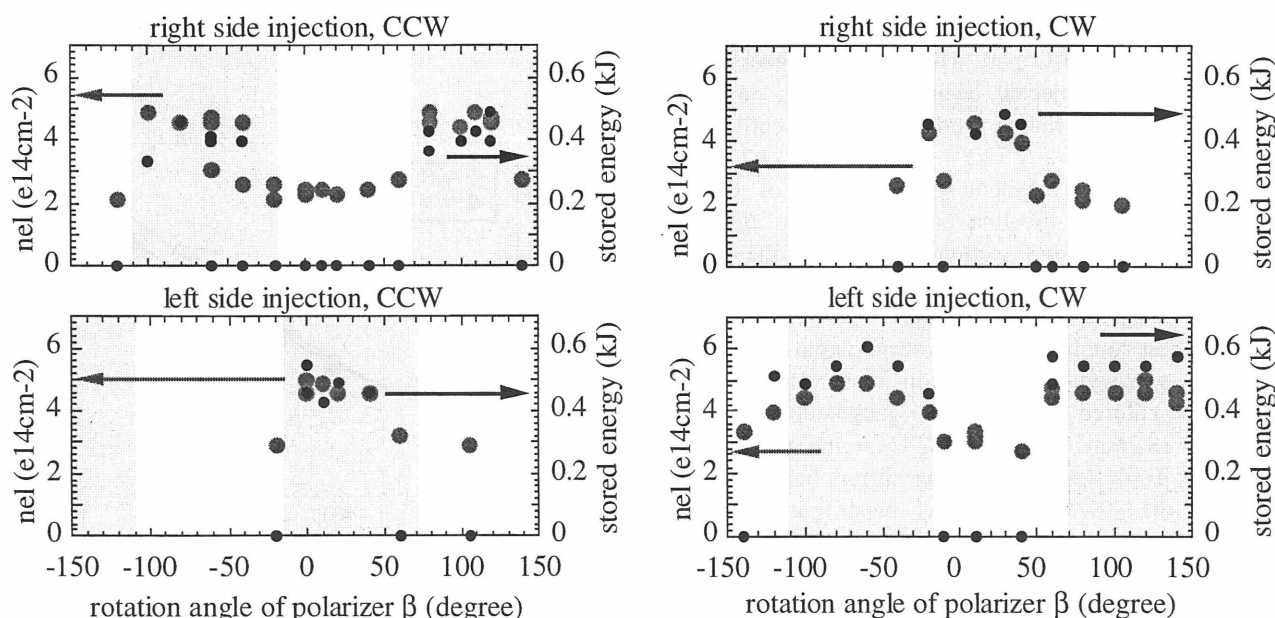 right side injection, CCW
right side injection, CW
6
4
2
0
nel (e14cm-2)
0.6
0.4
0.2
0
stored energy (kJ)
6
4
2
0
nel (e14cm-2)
0.6
0.4
0.2
0
stored energy (kJ)
left side injection, CCW
left side injection, CW
6
4
2
0
nel (e14cm-2)
0.6
0.4
0.2
0
stored energy (kJ)
6
4
2
0
nel (e14cm-2)
0.6
0.4
0.2
0
stored energy (kJ)
-150 -100 -50 0 50 100 150
-150 -100 -50 0 50 100 150
rotation angle of polarizer β (degree)
rotation angle of polarizer β (degree)